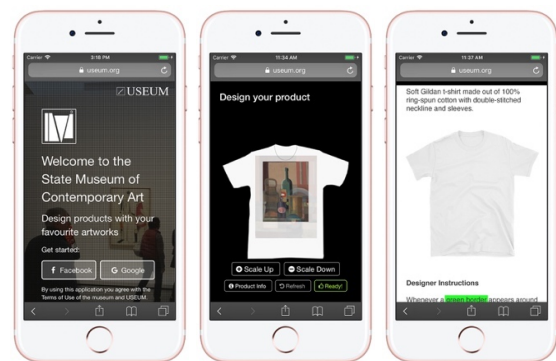 Carrier 3:16 PM
useum.org
USEUM
Welcome to the
State Museum of
Contemporary Art
Design products with your
favourite artworks
Get started:
Facebook
G Google
By using this application you agree with the
Terms of Use of the museum and USEUM.
Carrier 11:34 AM
useum.org
Design your product
Scale Up Scale Down
Product Info Refresh Ready!
Carrier 11:37 AM
useum.org
Soft Gildan t-shirt made out of 100%
ring-spun cotton with double-stitched
neckline and sleeves.
Designer Instructions
Whenever a green border appears around